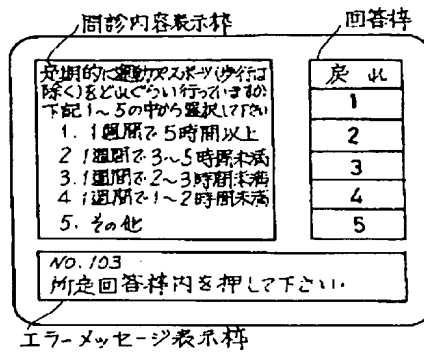 問診内容表示枠
回答枠
定期的に運動やスポーツ(歩行は
除く)をどれぐらい行っていますか
下記1～5の中から選択して下さい
1. 1週間で5時間以上
2 1週間で3～5時間未満
3. 1週間で2～3時間未満
4 1週間で1～2時間未満
5. その他
戻れ
1
2
3
4
5
NO.103
所定回答枠内を押して下さい.
エラーメッセージ表示枠